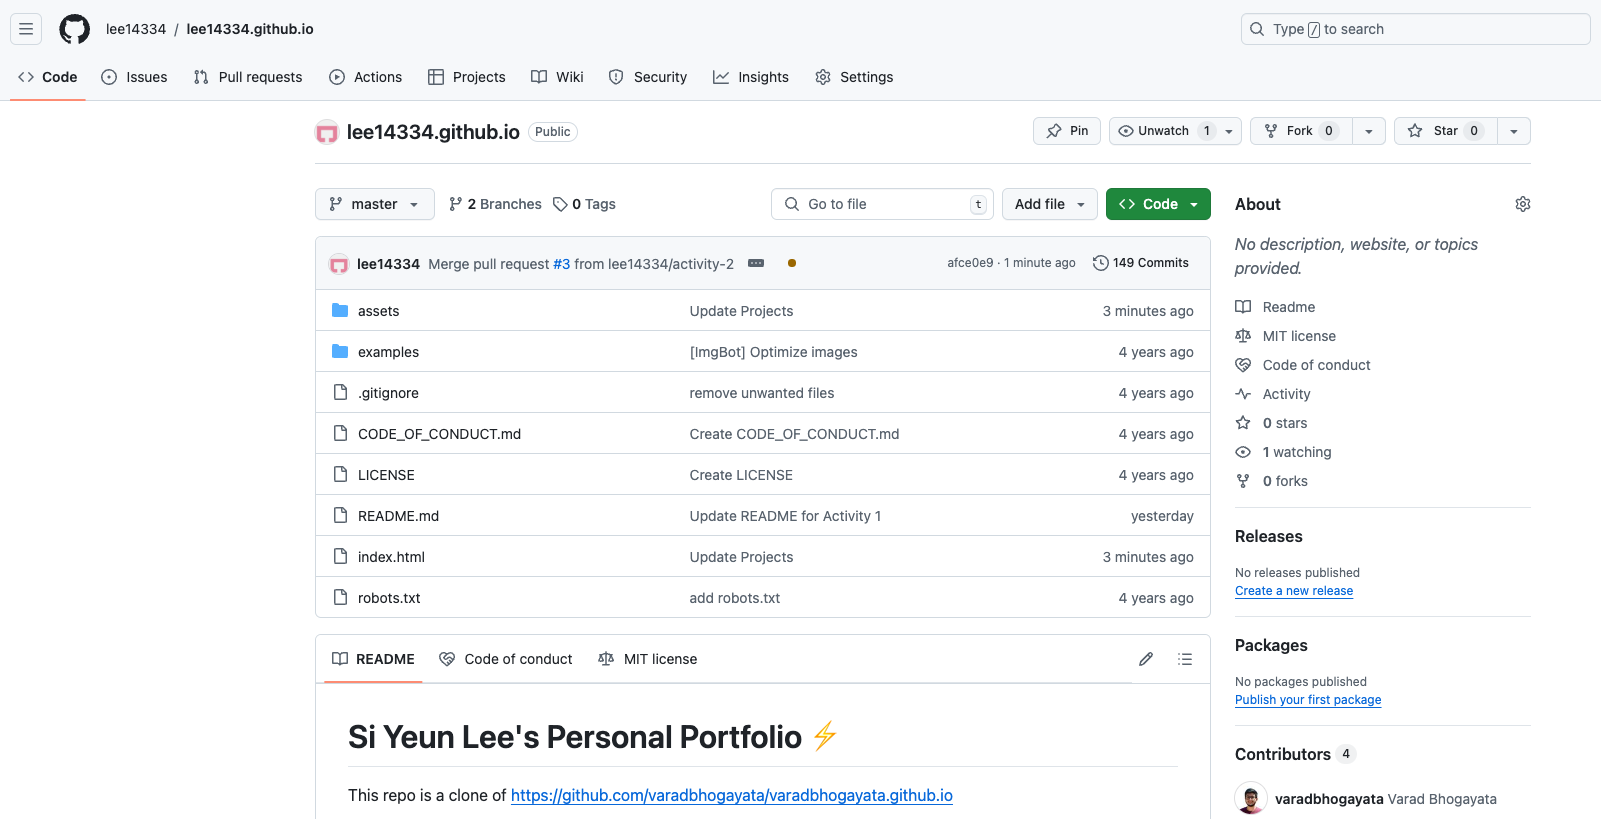 lee14334 / lee14334.github.io
Type / to search
Code Issues Pull requests Actions Projects Wiki Security Insights Settings
lee14334.github.io Public
Pin Unwatch 1 Fork 0 Star 0
master 2 Branches 0 Tags
Go to file t Add file Code
lee14334 Merge pull request #3 from lee14334/activity-2 afce0e9 · 1 minute ago 149 Commits
assets Update Projects 3 minutes ago
examples [ImgBot] Optimize images 4 years ago
.gitignore remove unwanted files 4 years ago
CODE_OF_CONDUCT.md Create CODE_OF_CONDUCT.md 4 years ago
LICENSE Create LICENSE 4 years ago
README.md Update README for Activity 1 yesterday
index.html Update Projects 3 minutes ago
robots.txt add robots.txt 4 years ago
README Code of conduct MIT license
Si Yeun Lee's Personal Portfolio ⚡
This repo is a clone of https://github.com/varadbhogayata/varadbhogayata.github.io
About
No description, website, or topics
provided.
Readme
MIT license
Code of conduct
Activity
0 stars
1 watching
0 forks
Releases
No releases published
Create a new release
Packages
No packages published
Publish your first package
Contributors 4
varadbhogayata Varad Bhogayata